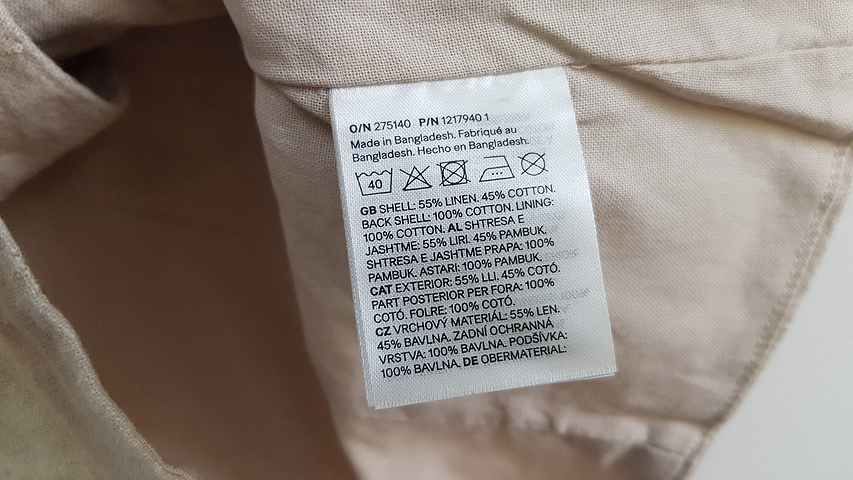 O/N 275140 P/N 1217940 1
Made in Bangladesh. Fabriqué au
Bangladesh. Hecho en Bangladesh.
40
GB SHELL: 55% LINEN. 45% COTTON.
BACK SHELL: 100% COTTON. LINING:
100% COTTON. AL SHTRESA E
JASHTME: 55% LIRI. 45% PAMBUK.
SHTRESA E JASHTME PRAPA: 100%
PAMBUK. ASTARI: 100% PAMBUK.
CAT EXTERIOR: 55% LLI. 45% COTÓ.
PART POSTERIOR PER FORA: 100%
COTÓ. FOLRE: 100% COTÓ.
CZ VRCHOVÝ MATERIÁL: 55% LEN.
45% BAVLNA. ZADNÍ OCHRANNÁ
VRSTVA: 100% BAVLNA. PODŠÍVKA:
100% BAVLNA. DE OBERMATERIAL: